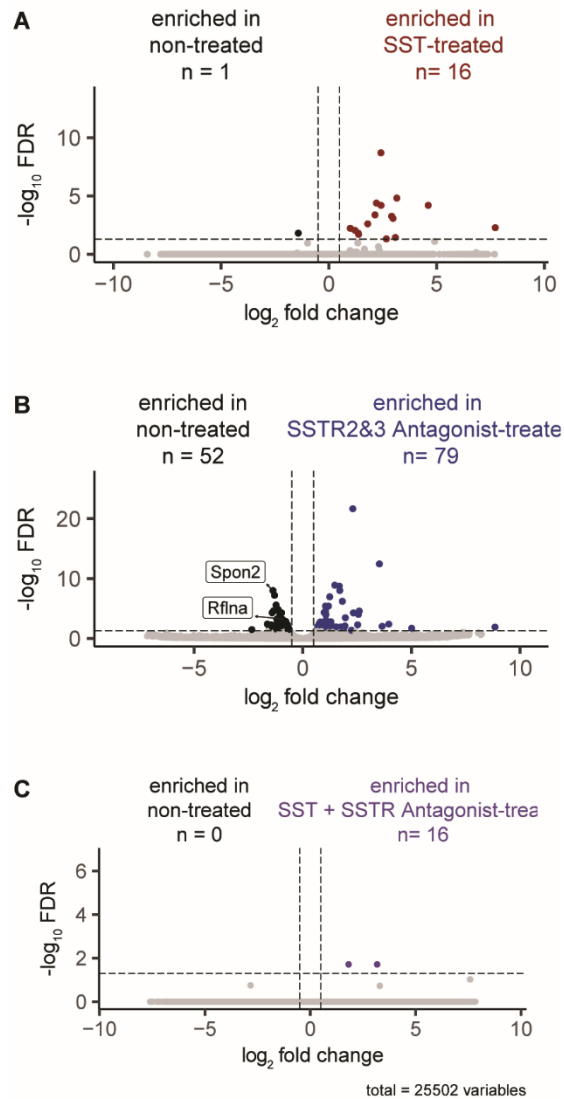 A
enriched in
non-treated
n = 1
enriched in
SST-treated
n= 16
-log10 FDR
10
5
0
−10
−5
0
5
10
log2 fold change
B
enriched in
non-treated
n = 52
enriched in
SSTR2&3 Antagonist-treate
n= 79
-log10 FDR
20
10
0
Spon2
Rflna
−5
0
5
10
log2 fold change
C
enriched in
non-treated
n = 0
enriched in
SST + SSTR Antagonist-trea
n= 16
-log10 FDR
6
4
2
0
−10
−5
0
5
10
log2 fold change
total = 25502 variables